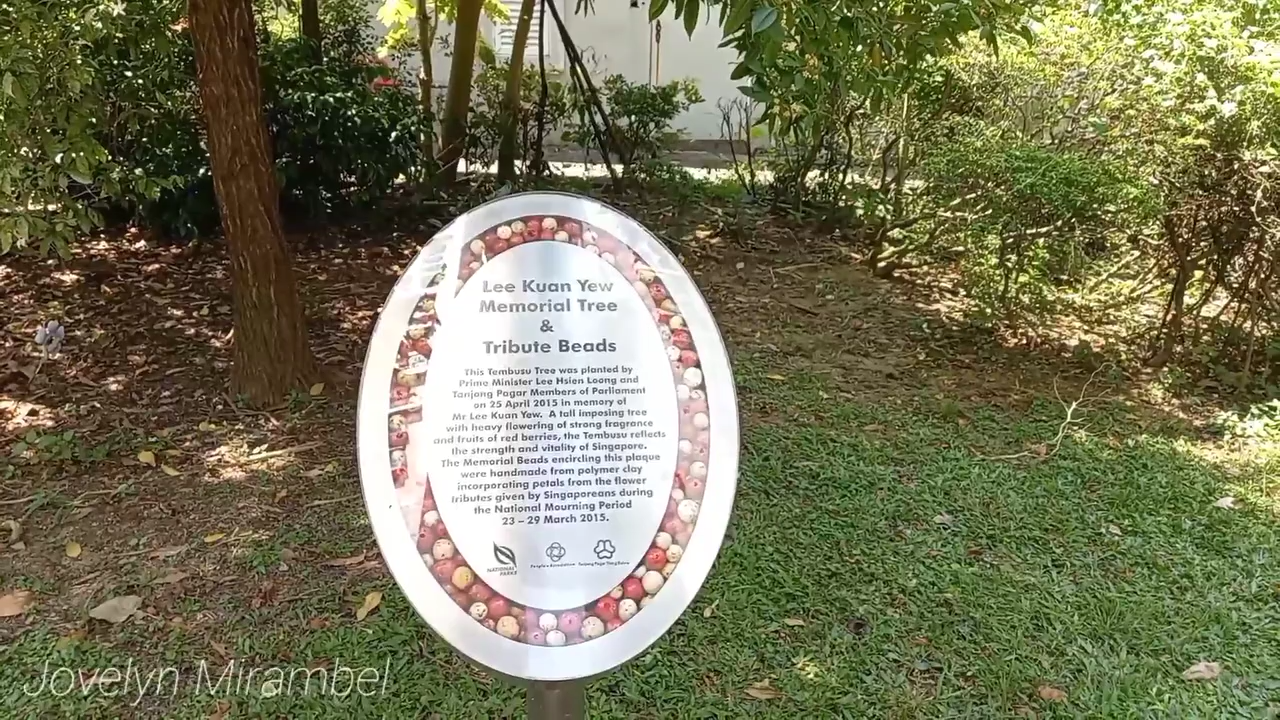 Lee Kuan Yew
Memorial Tree
&
Tribute Beads
This Tembusu Tree was planted by
Prime Minister Lee Hsien Loong and
Tanjong Pagar Members of Parliament
on 25 April 2015 in memory of
Mr Lee Kuan Yew. A tall imposing tree
with heavy flowering of strong fragrance
and fruits of red berries, the Tembusu reflects
the strength and vitality of Singapore.
The Memorial Beads encircling this plaque
were handmade from polymer clay
incorporating petals from the flower
tributes given by Singaporeans during
the National Mourning Period
23 – 29 March 2015.
NATIONAL
PARKS
People's Association
Jovelyn Mirambel